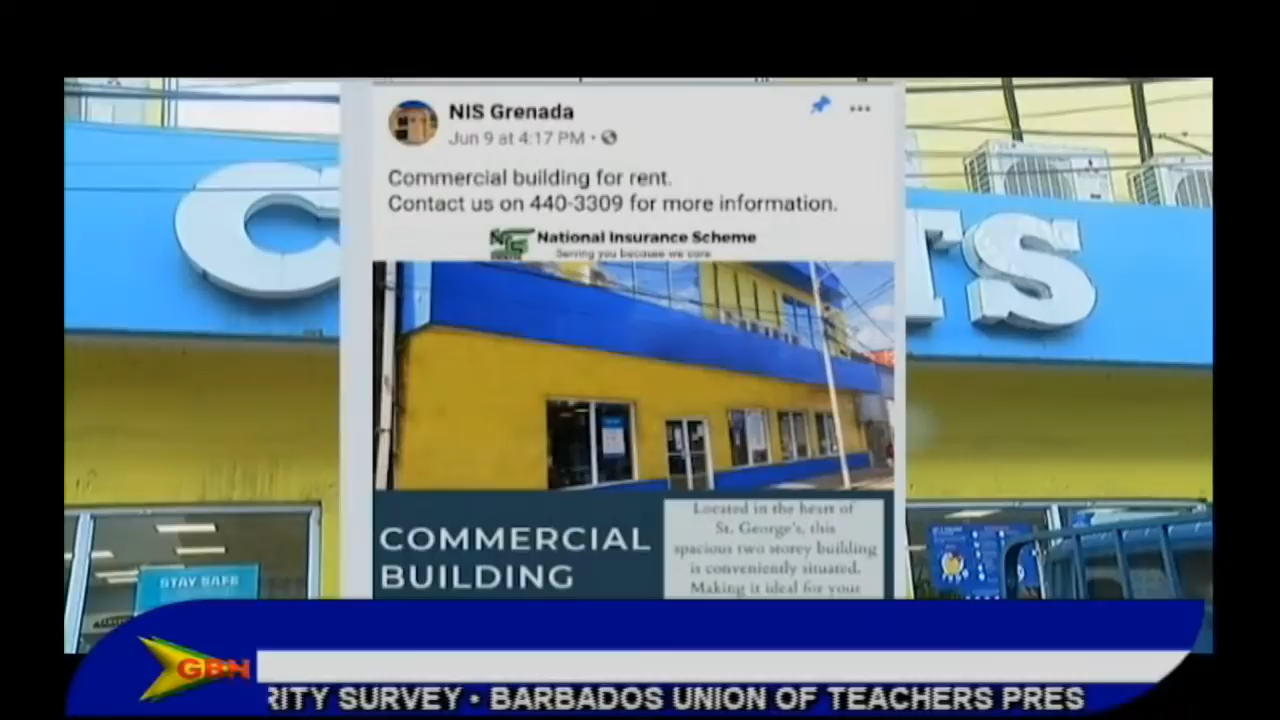 NIS Grenada
Jun 9 at 4:17 PM •
Commercial building for rent.
Contact us on 440-3309 for more information.
NIS National Insurance Scheme
Serving you because we care
C
TS
COMMERCIAL
BUILDING
Located in the heart of
St. George's, this
spacious two storey building
is conveniently situated.
Making it ideal for your
STAY SAFE
GBN
RITY SURVEY • BARBADOS UNION OF TEACHERS PRES